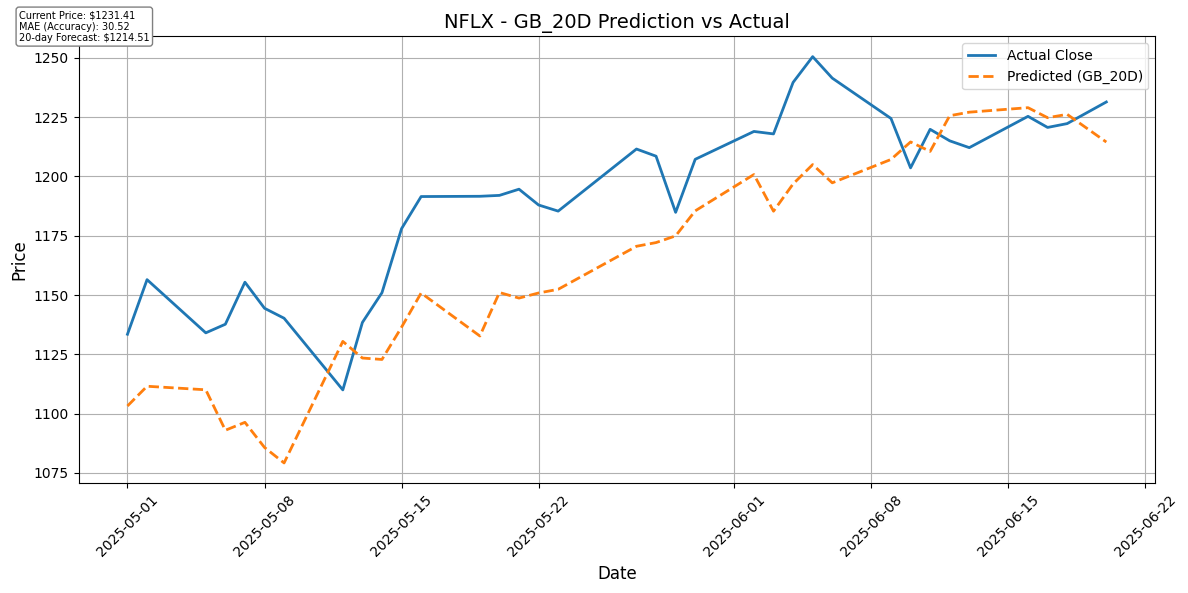 NFLX - GB_20D Prediction vs Actual
Current Price: $1231.41
MAE (Accuracy): 30.52
20-day Forecast: $1214.51
Actual Close
Predicted (GB_20D)
Price
1250
1225
1200
1175
1150
1125
1100
1075
2025-05-01
2025-05-08
2025-05-15
2025-05-22
2025-06-01
2025-06-08
2025-06-15
2025-06-22
Date